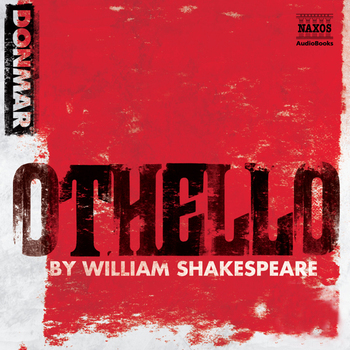 DONMAR
NAXOS
AudioBooks
OTHELLO
BY WILLIAM SHAKESPEARE